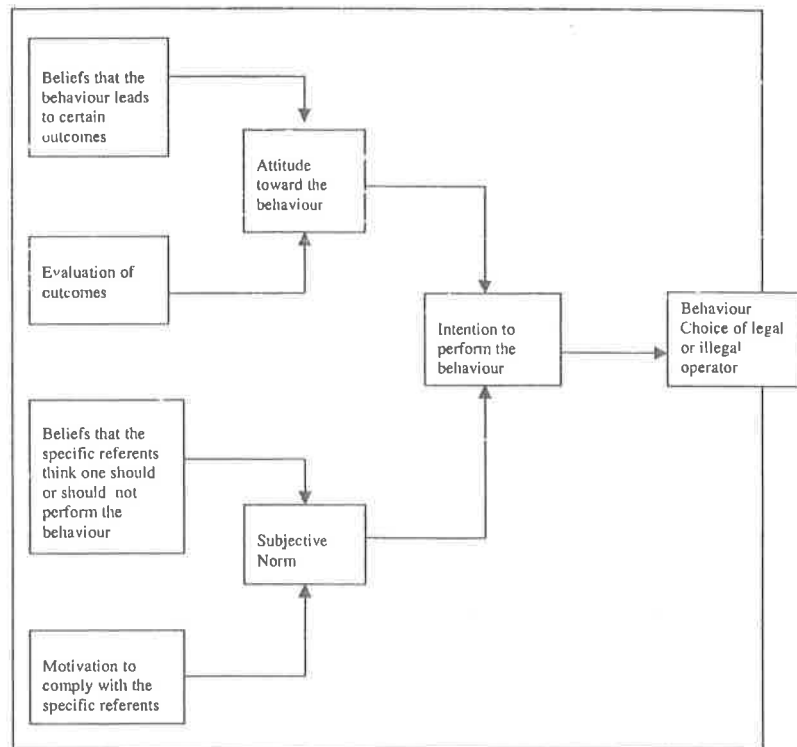 Beliefs that the
behaviour leads
to certain
outcomes
Attitude
toward the
behaviour
Evaluation of
outcomes
Intention to
perform the
behaviour
Behaviour
Choice of legal
or illegal
operator
Beliefs that the
specific referents
think one should
or should not
perform the
behaviour
Subjective
Norm
Motivation to
comply with the
specific referents